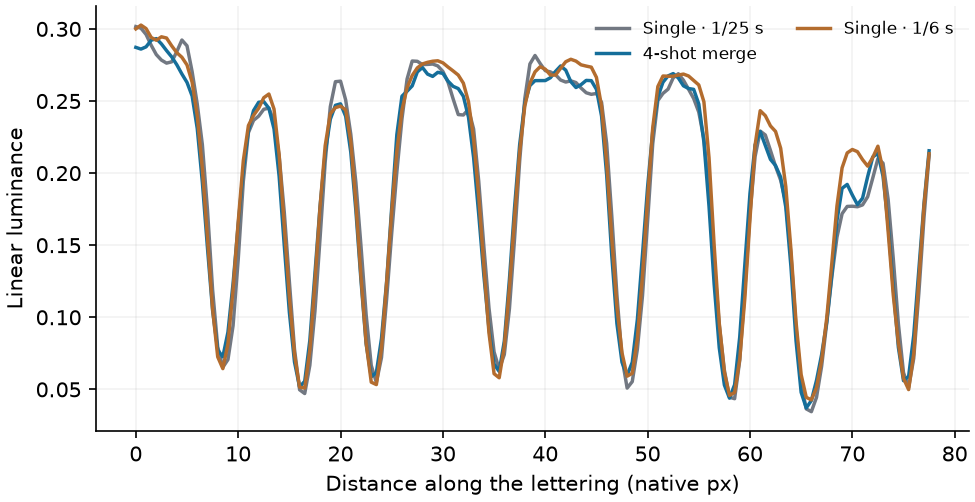 Single · 1/25 s
4-shot merge
Single · 1/6 s
Linear luminance
0.30
0.25
0.20
0.15
0.10
0.05
0 10 20 30 40 50 60 70 80
Distance along the lettering (native px)